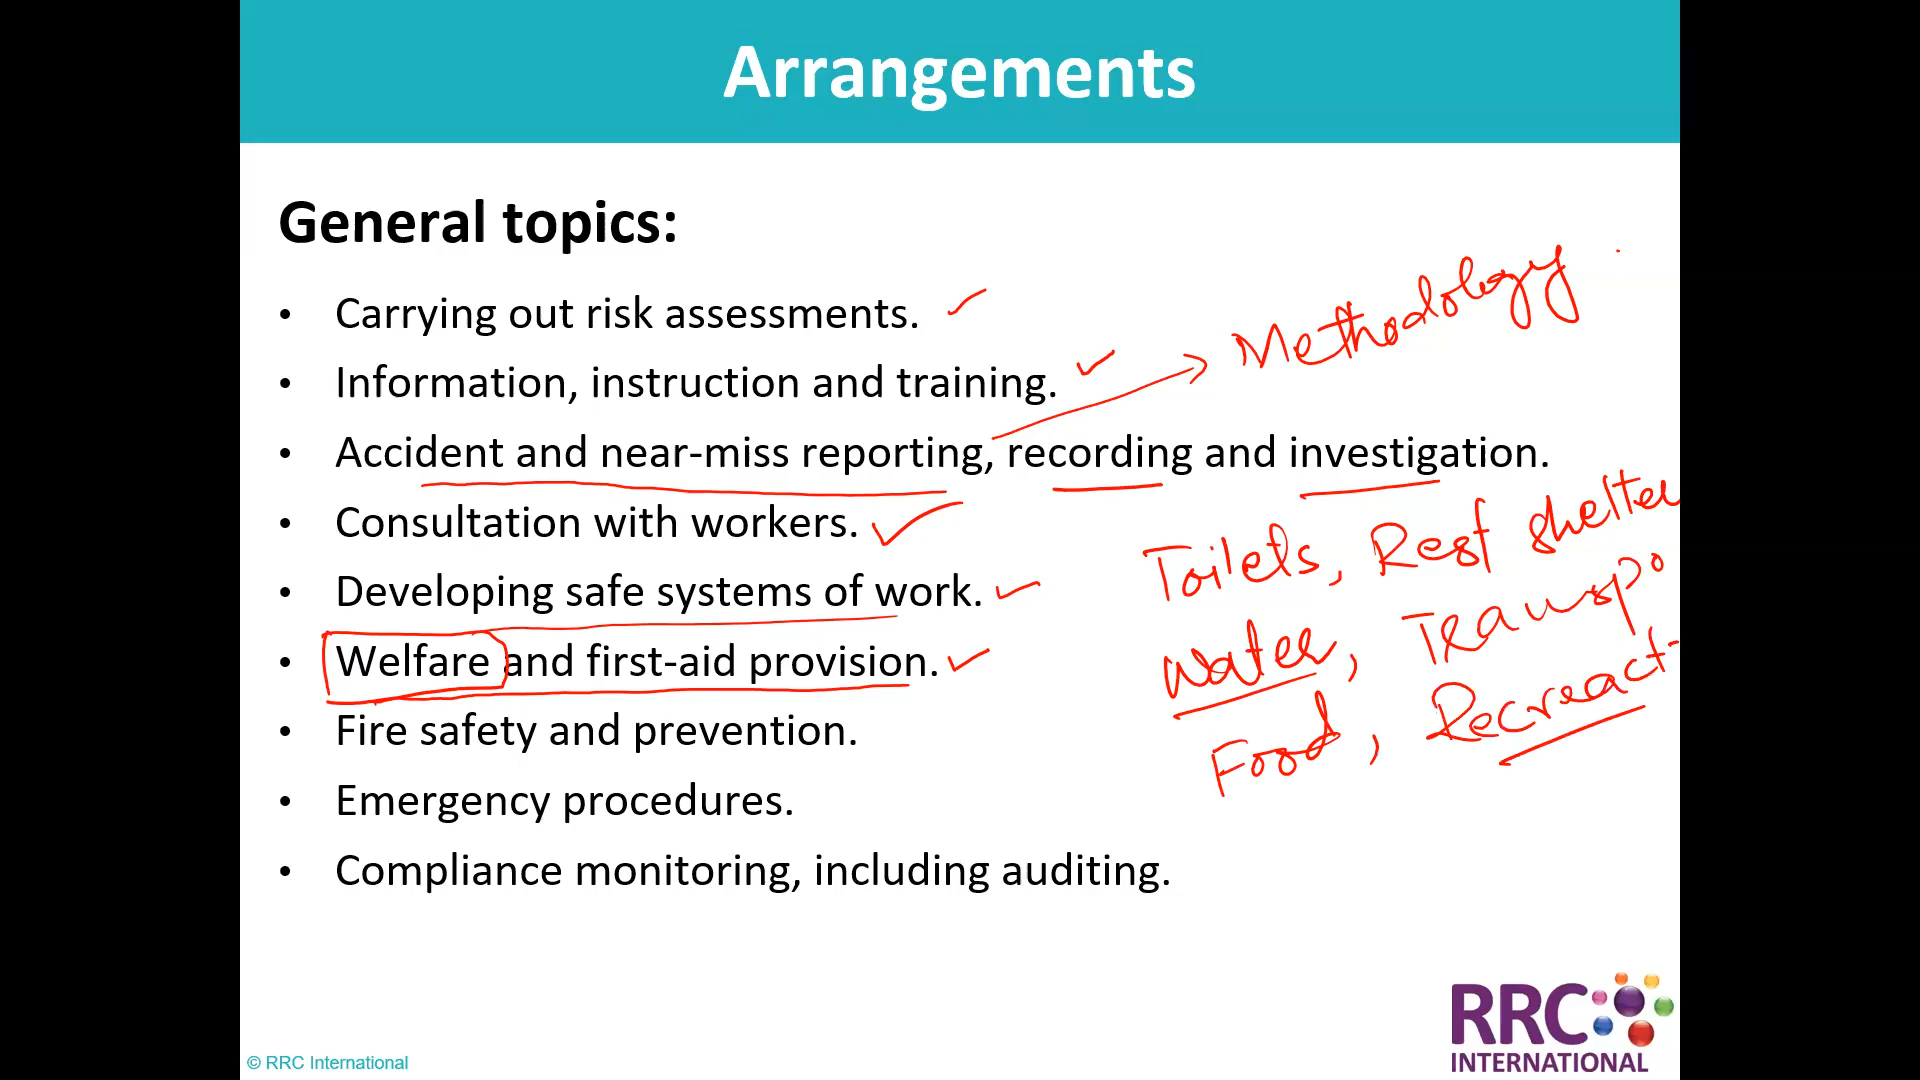 Arrangements
General topics:
• Carrying out risk assessments.
• Information, instruction and training.
Methodology
• Accident and near-miss reporting, recording and investigation.
• Consultation with workers.
Toilets, Rest shelter
• Developing safe systems of work.
Water, Transpo
• Welfare and first-aid provision.
Food, Recreact-
• Fire safety and prevention.
• Emergency procedures.
• Compliance monitoring, including auditing.
RRC
INTERNATIONAL
© RRC International